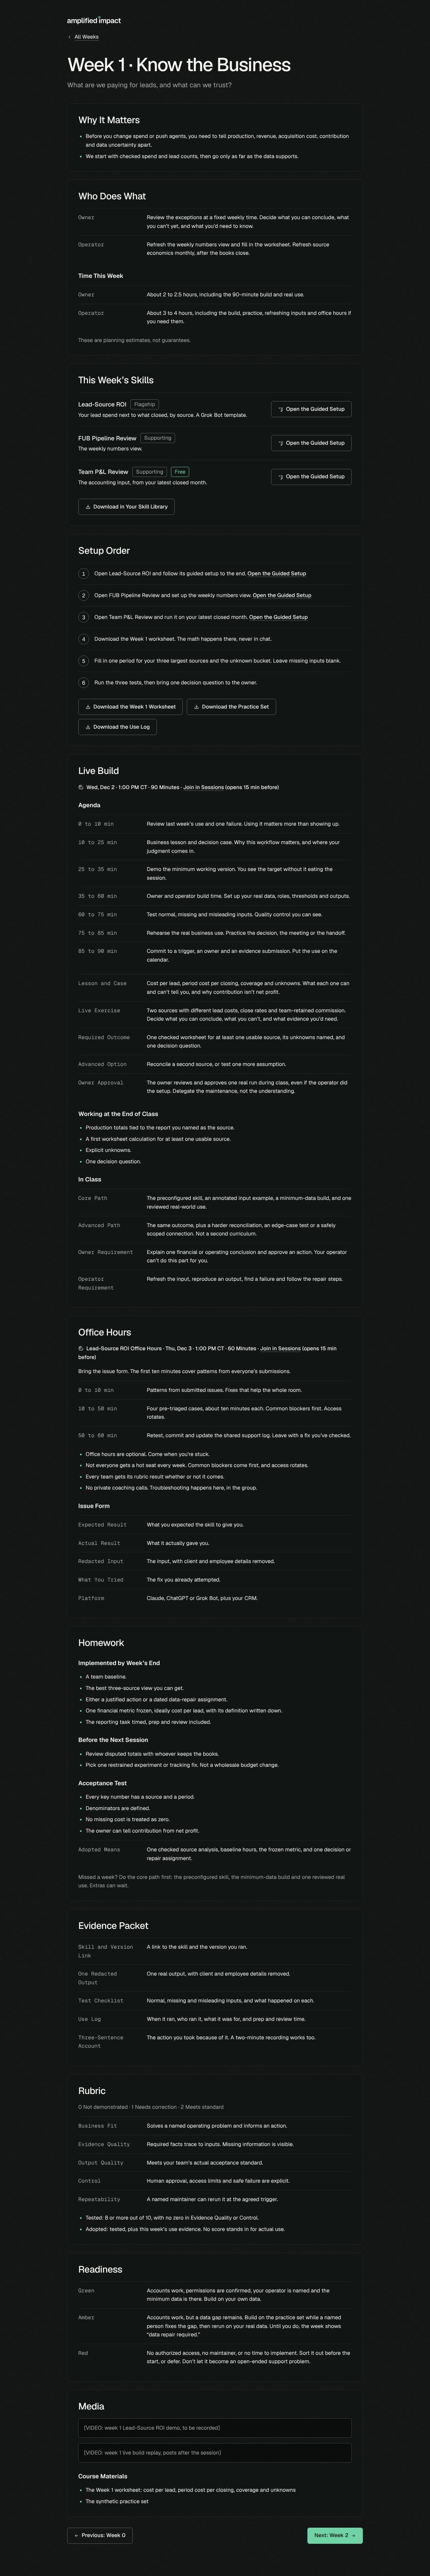 amplified impact
All Weeks
Week 1 · Know the Business
What are we paying for leads, and what can we trust?
Why It Matters
Before you change spend or push agents, you need to tell production, revenue, acquisition cost, contribution
and data uncertainty apart.
We start with checked spend and lead counts, then go only as far as the data supports.
Who Does What
Owner
Review the exceptions at a fixed weekly time. Decide what you can conclude, what
you can't yet, and what you'd need to know.
Operator
Refresh the weekly numbers view and fill in the worksheet. Refresh source
economics monthly, after the books close.
Time This Week
Owner
About 2 to 2.5 hours, including the 90-minute build and real use.
Operator
About 3 to 4 hours, including the build, practice, refreshing inputs and office hours if
you need them.
These are planning estimates, not guarantees.
This Week's Skills
Lead-Source ROI Flagship
Your lead spend next to what closed, by source. A Grok Bot template.
Open the Guided Setup
FUB Pipeline Review Supporting
The weekly numbers view.
Open the Guided Setup
Team P&L Review Supporting Free
The accounting input, from your latest closed month.
Open the Guided Setup
Download in Your Skill Library
Setup Order
1 Open Lead-Source ROI and follow its guided setup to the end. Open the Guided Setup
2 Open FUB Pipeline Review and set up the weekly numbers view. Open the Guided Setup
3 Open Team P&L Review and run it on your latest closed month. Open the Guided Setup
4 Download the Week 1 worksheet. The math happens there, never in chat.
5 Fill in one period for your three largest sources and the unknown bucket. Leave missing inputs blank.
6 Run the three tests, then bring one decision question to the owner.
Download the Week 1 Worksheet
Download the Practice Set
Download the Use Log
Live Build
Wed, Dec 2 · 1:00 PM CT · 90 Minutes · Join in Sessions (opens 15 min before)
Agenda
0 to 10 min
Review last week's use and one failure. Using it matters more than showing up.
10 to 25 min
Business lesson and decision case. Why this workflow matters, and where your
judgment comes in.
25 to 35 min
Demo the minimum working version. You see the target without it eating the
session.
35 to 60 min
Owner and operator build time. Set up your real data, roles, thresholds and outputs.
60 to 75 min
Test normal, missing and misleading inputs. Quality control you can see.
75 to 85 min
Rehearse the real business use. Practice the decision, the meeting or the handoff.
85 to 90 min
Commit to a trigger, an owner and an evidence submission. Put the use on the
calendar.
Lesson and Case
Cost per lead, period cost per closing, coverage and unknowns. What each one can
and can't tell you, and why contribution isn't net profit.
Live Exercise
Two sources with different lead costs, close rates and team-retained commission.
Decide what you can conclude, what you can't, and what evidence you'd need.
Required Outcome
One checked worksheet for at least one usable source, its unknowns named, and
one decision question.
Advanced Option
Reconcile a second source, or test one more assumption.
Owner Approval
The owner reviews and approves one real run during class, even if the operator did
the setup. Delegate the maintenance, not the understanding.
Working at the End of Class
Production totals tied to the report you named as the source.
A first worksheet calculation for at least one usable source.
Explicit unknowns.
One decision question.
In Class
Core Path
The preconfigured skill, an annotated input example, a minimum-data build, and one
reviewed real-world use.
Advanced Path
The same outcome, plus a harder reconciliation, an edge-case test or a safely
scoped connection. Not a second curriculum.
Owner Requirement
Explain one financial or operating conclusion and approve an action. Your operator
can't do this part for you.
Operator
Requirement
Refresh the input, reproduce an output, find a failure and follow the repair steps.
Office Hours
Lead-Source ROI Office Hours · Thu, Dec 3 · 1:00 PM CT · 60 Minutes · Join in Sessions (opens 15 min
before)
Bring the issue form. The first ten minutes cover patterns from everyone's submissions.
0 to 10 min
Patterns from submitted issues. Fixes that help the whole room.
10 to 50 min
Four pre-triaged cases, about ten minutes each. Common blockers first. Access
rotates.
50 to 60 min
Retest, commit and update the shared support log. Leave with a fix you've checked.
Office hours are optional. Come when you're stuck.
Not everyone gets a hot seat every week. Common blockers come first, and access rotates.
Every team gets its rubric result whether or not it comes.
No private coaching calls. Troubleshooting happens here, in the group.
Issue Form
Expected Result
What you expected the skill to give you.
Actual Result
What it actually gave you.
Redacted Input
The input, with client and employee details removed.
What You Tried
The fix you already attempted.
Platform
Claude, ChatGPT or Grok Bot, plus your CRM.
Homework
Implemented by Week's End
A team baseline.
The best three-source view you can get.
Either a justified action or a dated data-repair assignment.
One financial metric frozen, ideally cost per lead, with its definition written down.
The reporting task timed, prep and review included.
Before the Next Session
Review disputed totals with whoever keeps the books.
Pick one restrained experiment or tracking fix. Not a wholesale budget change.
Acceptance Test
Every key number has a source and a period.
Denominators are defined.
No missing cost is treated as zero.
The owner can tell contribution from net profit.
Adopted Means
One checked source analysis, baseline hours, the frozen metric, and one decision or
repair assignment.
Missed a week? Do the core path first: the preconfigured skill, the minimum-data build and one reviewed real
use. Extras can wait.
Evidence Packet
Skill and Version
Link
A link to the skill and the version you ran.
One Redacted
Output
One real output, with client and employee details removed.
Test Checklist
Normal, missing and misleading inputs, and what happened on each.
Use Log
When it ran, who ran it, what it was for, and prep and review time.
Three-Sentence
Account
The action you took because of it. A two-minute recording works too.
Rubric
0 Not demonstrated · 1 Needs correction · 2 Meets standard
Business Fit
Solves a named operating problem and informs an action.
Evidence Quality
Required facts trace to inputs. Missing information is visible.
Output Quality
Meets your team's actual acceptance standard.
Control
Human approval, access limits and safe failure are explicit.
Repeatability
A named maintainer can rerun it at the agreed trigger.
Tested: 8 or more out of 10, with no zero in Evidence Quality or Control.
Adopted: tested, plus this week's use evidence. No score stands in for actual use.
Readiness
Green
Accounts work, permissions are confirmed, your operator is named and the
minimum data is there. Build on your own data.
Amber
Accounts work, but a data gap remains. Build on the practice set while a named
person fixes the gap, then rerun on your real data. Until you do, the week shows
"data repair required."
Red
No authorized access, no maintainer, or no time to implement. Sort it out before the
start, or defer. Don't let it become an open-ended support problem.
Media
[VIDEO: week 1 Lead-Source ROI demo, to be recorded]
[VIDEO: week 1 live build replay, posts after the session]
Course Materials
The Week 1 worksheet: cost per lead, period cost per closing, coverage and unknowns
The synthetic practice set
← Previous: Week 0
Next: Week 2 →